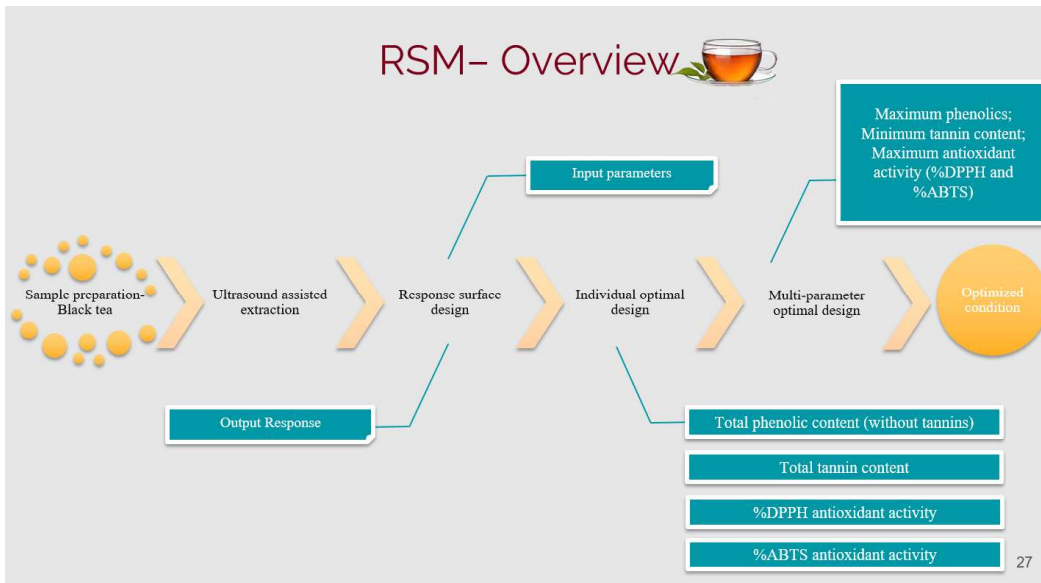 RSM– Overview
Maximum phenolics;
Minimum tannin content;
Maximum antioxidant
activity (%DPPH and
%ABTS)
Input parameters
Sample preparation-
Black tea
Ultrasound assisted
extraction
Response surface
design
Individual optimal
design
Multi-parameter
optimal design
Optimized
condition
Output Response
Total phenolic content (without tannins)
Total tannin content
%DPPH antioxidant activity
%ABTS antioxidant activity
27